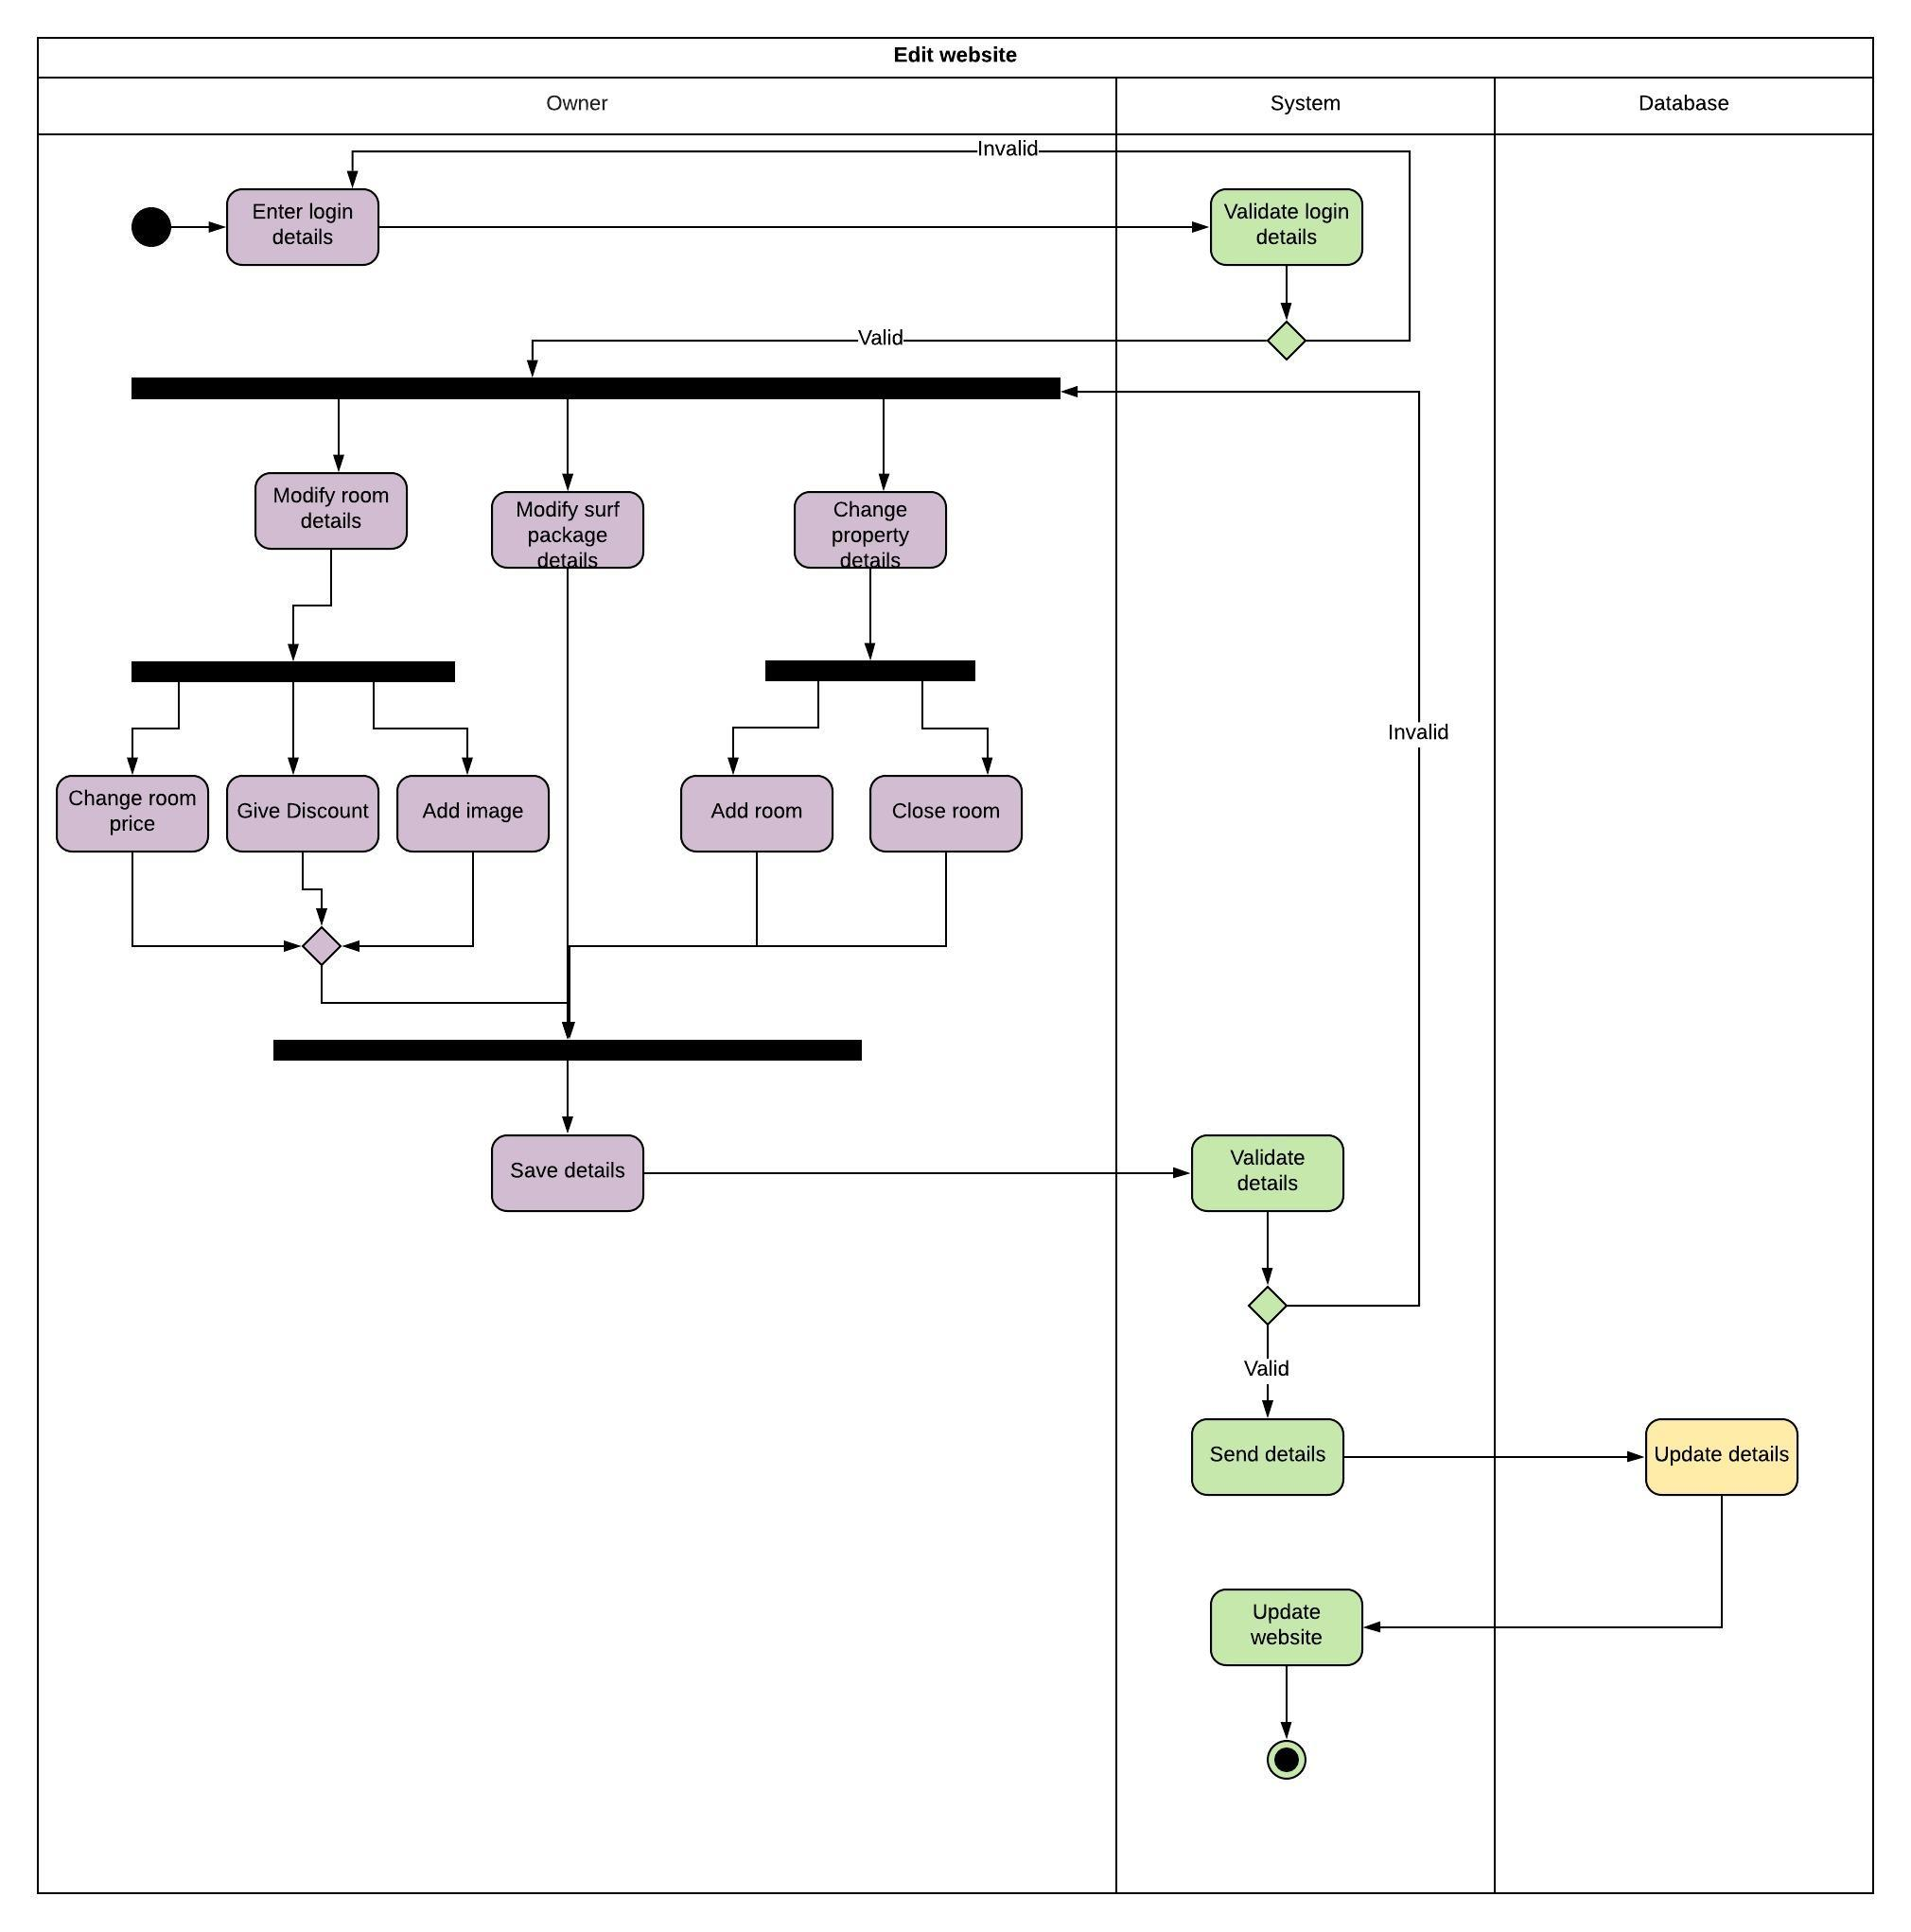 Edit website
Owner
System
Database
Invalid
Enter login
details
Validate login
details
Valid
Modify room
details
Modify surf
package
details
Change
property
details
Invalid
Change room
price
Give Discount
Add image
Add room
Close room
Save details
Validate
details
Valid
Send details
Update details
Update
website